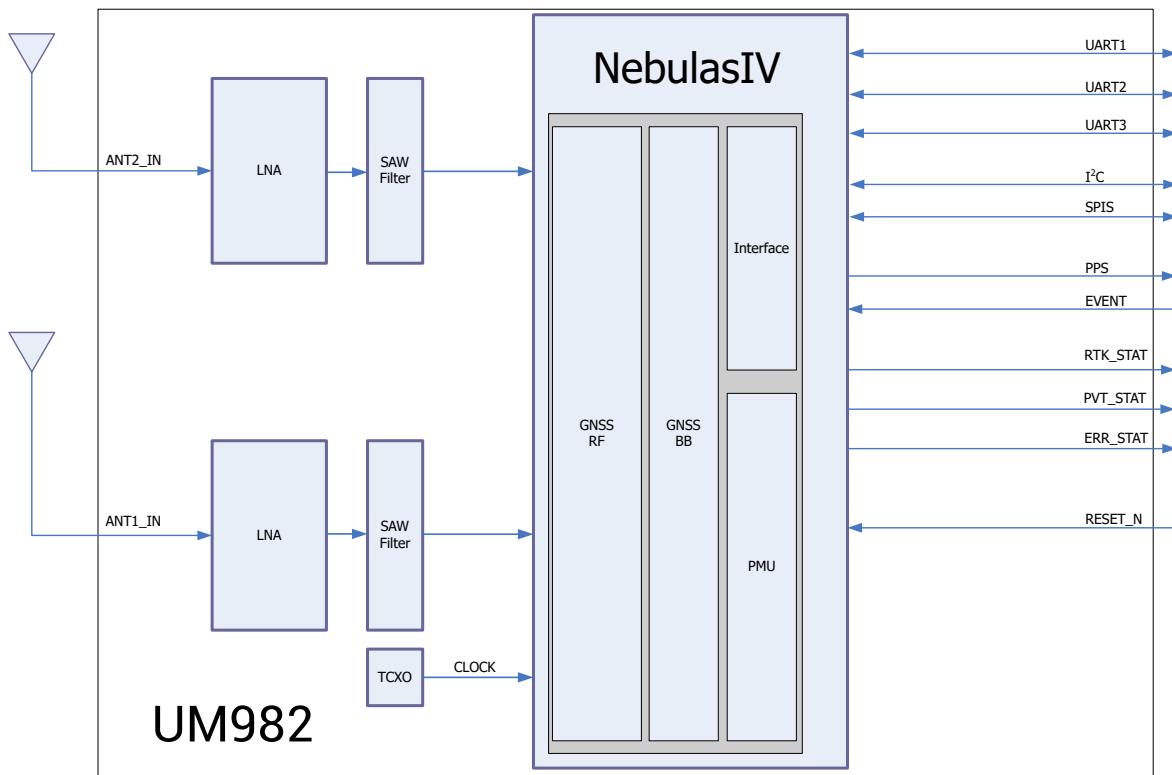 NebulasIV
UART1
UART2
UART3
I²C
SPIS
PPS
EVENT
RTK_STAT
PVT_STAT
ERR_STAT
RESET_N
ANT2_IN
LNA
SAW
Filter
Interface
GNSS
RF
GNSS
BB
PMU
ANT1_IN
LNA
SAW
Filter
TCXO
CLOCK
UM982